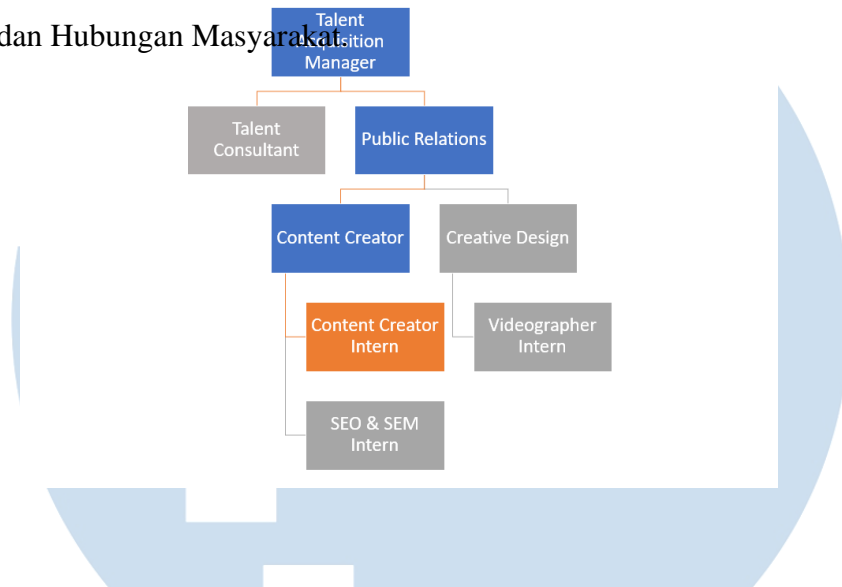 Talent
dan Hubungan Masyarakat.
Acquisition
Manager
Talent
Consultant
Public Relations
Content Creator
Creative Design
Content Creator
Intern
Videographer
Intern
SEO & SEM
Intern